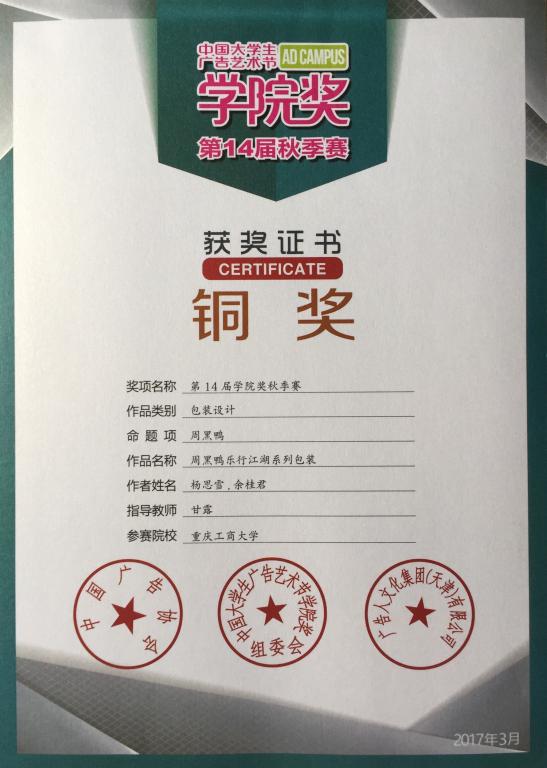 中国大学生
广告艺术节 AD CAMPUS
学院奖
第14届秋季赛
获奖证书
CERTIFICATE
铜 奖
奖项名称 第 14 届学院奖秋季赛
作品类别 包装设计
命 题 项 周黑鸭
作品名称 周黑鸭乐行江湖系列包装
作者姓名 杨思雪,余桂君
指导教师 甘露
参赛院校 重庆工商大学
中国广告协会
中国大学生广告艺术节学院奖
组委会
广告人文化集团(天津)有限公司
2017年3月